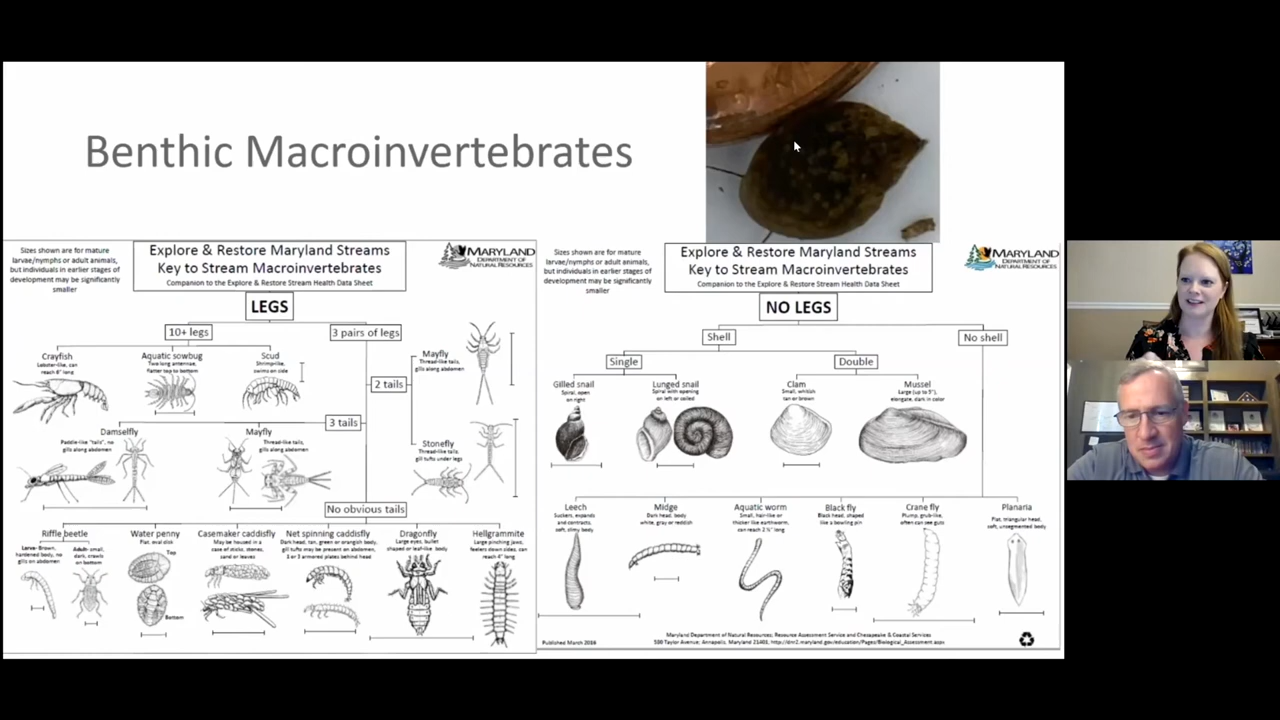 Benthic Macroinvertebrates
Sizes shown are for mature
larvae/nymphs or adult animals,
but individuals in earlier stages of
development may be significantly
smaller
Explore & Restore Maryland Streams
Key to Stream Macroinvertebrates
Companion to the Explore & Restore Stream Health Data Sheet
MARYLAND
DEPARTMENT OF
NATURAL RESOURCES
LEGS
10+ legs
3 pairs of legs
Crayfish
Lobster-like, can
reach 6" long
Aquatic sowbug
Two long antennae,
flatter top to bottom
Scud
Shrimp-like,
swims on side
Mayfly
Thread-like tails,
gills along abdomen
2 tails
3 tails
Damselfly
Paddle-like "tails", no
gills along abdomen
Mayfly
Thread-like tails,
gills along abdomen
Stonefly
Thread-like tails,
gill tufts under legs
No obvious tails
Riffle beetle
Larva- Brown,
hardened body, no
gills on abdomen
Adult- small,
dark, crawls
on bottom
Water penny
Flat, oval disk
Top
Bottom
Casemaker caddisfly
May be housed in a
case of sticks, stones,
sand or leaves
Net spinning caddisfly
Dark head, tan, green or orangish body,
gill tufts may be present on abdomen,
1 or 3 armored plates behind head
Dragonfly
Large eyes, bullet
shaped or leaf-like body
Hellgrammite
Large pinching jaws,
feelers down sides, can
reach 4" long
Sizes shown are for mature
larvae/nymphs or adult animals,
but individuals in earlier stages of
development may be significantly
smaller
Explore & Restore Maryland Streams
Key to Stream Macroinvertebrates
Companion to the Explore & Restore Stream Health Data Sheet
MARYLAND
DEPARTMENT OF
NATURAL RESOURCES
NO LEGS
Shell
No shell
Single
Double
Gilled snail
Spiral, open
on right
Lunged snail
Spiral with opening
on left or coiled
Clam
Small, whitish
tan or brown
Mussel
Large (up to 5"),
elongate, dark in color
Leech
Suckers, expands
and contracts,
soft, slimy body
Midge
Dark head, body
white, gray or reddish
Aquatic worm
Small, hair-like or
thicker like earthworm,
can reach 2 ½" long
Black fly
Black head, shaped
like a bowling pin
Crane fly
Plump, grub-like,
often can see guts
Planaria
Flat, triangular head,
soft, unsegmented body
Published March 2016
Maryland Department of Natural Resources; Resource Assessment Service and Chesapeake & Coastal Services
580 Taylor Avenue; Annapolis, Maryland 21401, http://dnr2.maryland.gov/education/Pages/Biological_Assessment.aspx